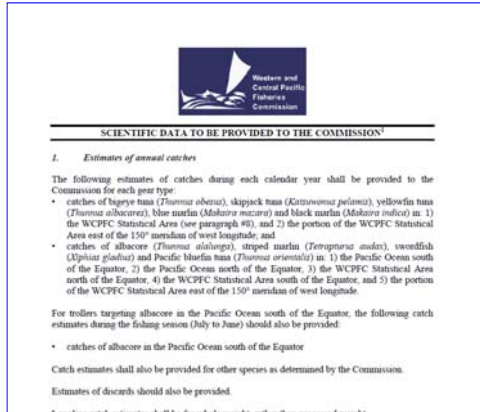 Western and
Central Pacific
Fisheries
Commission
SCIENTIFIC DATA TO BE PROVIDED TO THE COMMISSION¹
1. Estimates of annual catches
The following estimates of catches during each calendar year shall be provided to the
Commission for each gear type:
• catches of bigeye tuna (Thunnus obesus), skipjack tuna (Katsuwonus pelamis), yellowfin tuna
(Thunnus albacares), blue marlin (Makaira mazara) and black marlin (Makaira indica) in: 1)
the WCPFC Statistical Area (see paragraph #8), and 2) the portion of the WCPFC Statistical
Area east of the 150° meridian of west longitude; and
• catches of albacore (Thunnus alalunga), striped marlin (Tetrapturus audax), swordfish
(Xiphias gladius) and Pacific bluefin tuna (Thunnus orientalis) in: 1) the Pacific Ocean south
of the Equator, 2) the Pacific Ocean north of the Equator, 3) the WCPFC Statistical Area
north of the Equator, 4) the WCPFC Statistical Area south of the Equator, and 5) the portion
of the WCPFC Statistical Area east of the 150° meridian of west longitude.
For trollers targeting albacore in the Pacific Ocean south of the Equator, the following catch
estimates during the fishing season (July to June) should also be provided:
• catches of albacore in the Pacific Ocean south of the Equator
Catch estimates shall also be provided for other species as determined by the Commission.
Estimates of discards should also be provided.